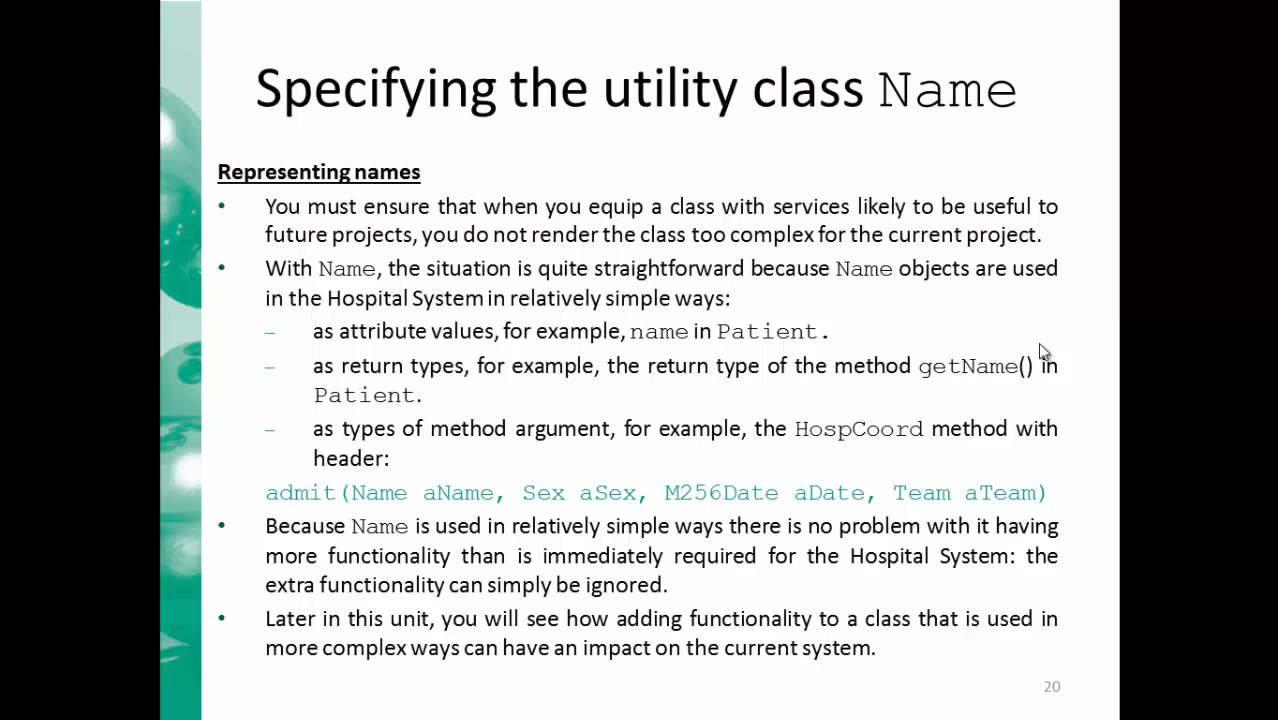 Specifying the utility class Name
Representing names
• You must ensure that when you equip a class with services likely to be useful to
future projects, you do not render the class too complex for the current project.
• With Name, the situation is quite straightforward because Name objects are used
in the Hospital System in relatively simple ways:
– as attribute values, for example, name in Patient.
– as return types, for example, the return type of the method getName() in
Patient.
– as types of method argument, for example, the HospCoord method with
header:
admit(Name aName, Sex aSex, M256Date aDate, Team aTeam)
• Because Name is used in relatively simple ways there is no problem with it having
more functionality than is immediately required for the Hospital System: the
extra functionality can simply be ignored.
• Later in this unit, you will see how adding functionality to a class that is used in
more complex ways can have an impact on the current system.
20